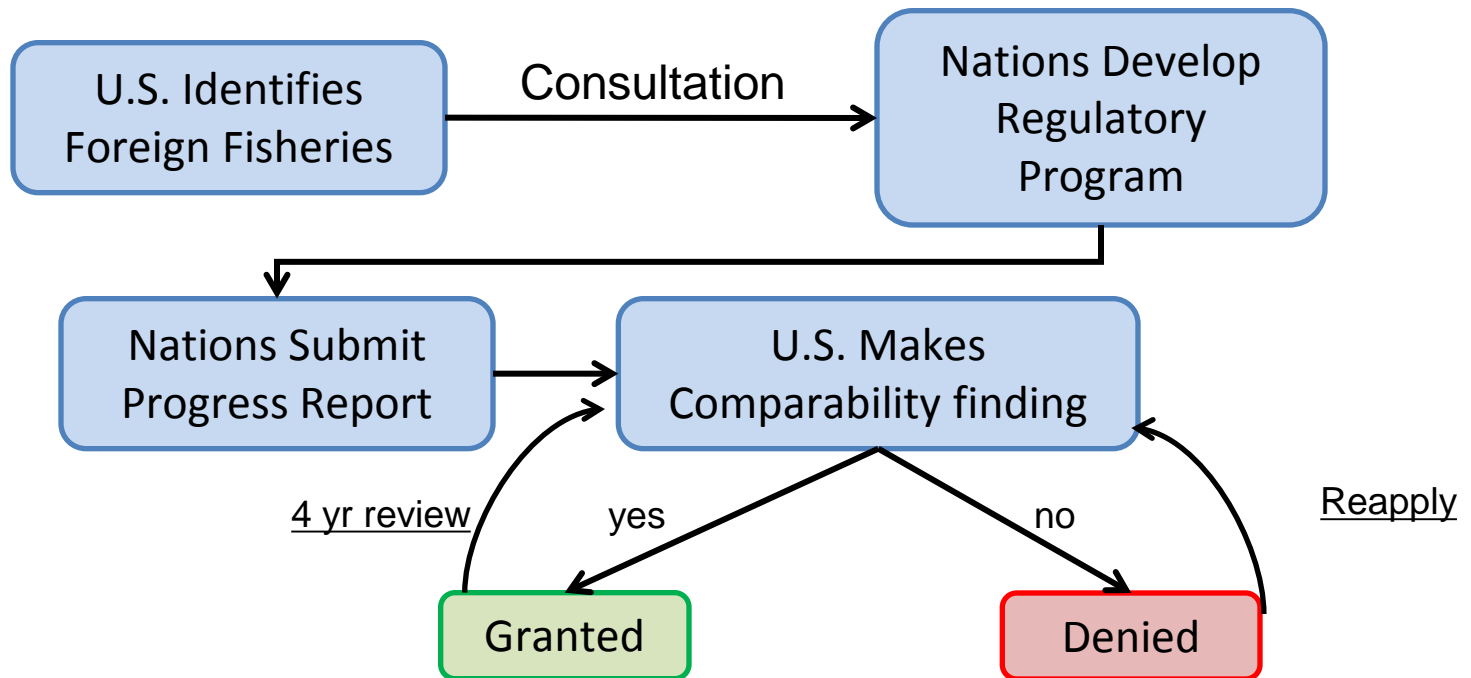 U.S. Identifies
Foreign Fisheries
Consultation
Nations Develop
Regulatory
Program
Nations Submit
Progress Report
U.S. Makes
Comparability finding
4 yr review
yes
no
Reapply
Granted
Denied